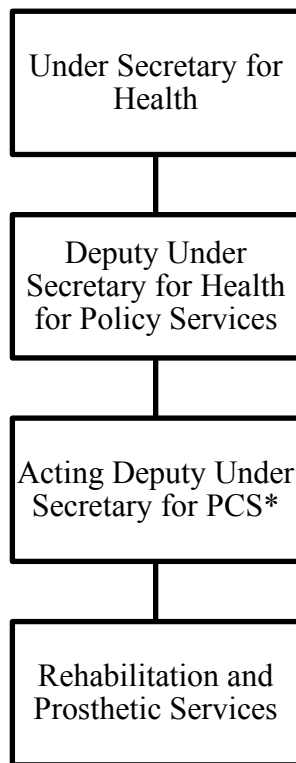 Under Secretary for
Health
Deputy Under
Secretary for Health
for Policy Services
Acting Deputy Under
Secretary for PCS*
Rehabilitation and
Prosthetic Services